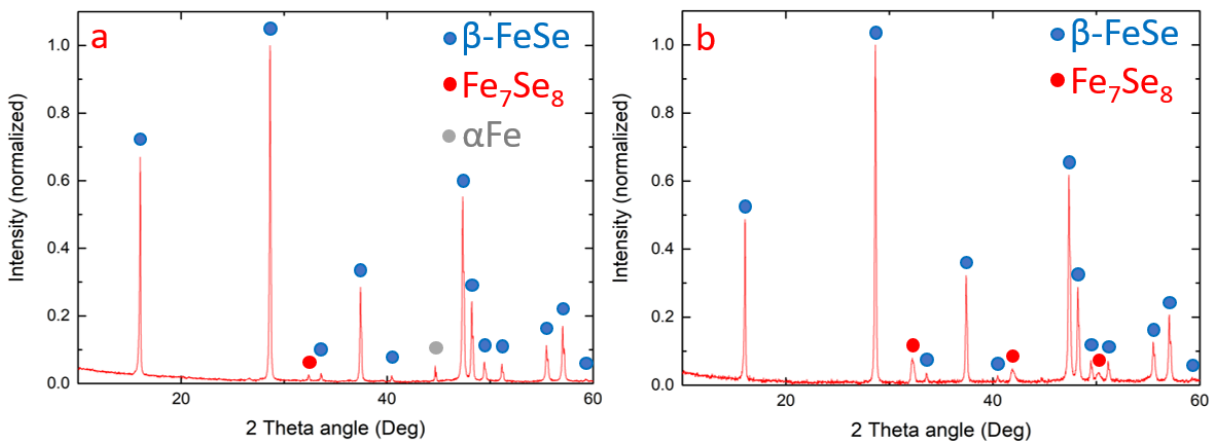 a
β-FeSe
Fe₇Se₈
αFe
1.0
0.8
0.6
0.4
0.2
0.0
Intensity (normalized)
20
40
60
2 Theta angle (Deg)
b
β-FeSe
Fe₇Se₈
1.0
0.8
0.6
0.4
0.2
0.0
Intensity (normalized)
20
40
60
2 Theta angle (Deg)